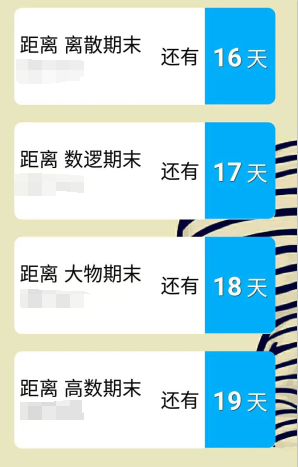 距离 离散期末 还有 16 天
距离 数逻期末 还有 17 天
距离 大物期末 还有 18 天
距离 高数期末 还有 19 天